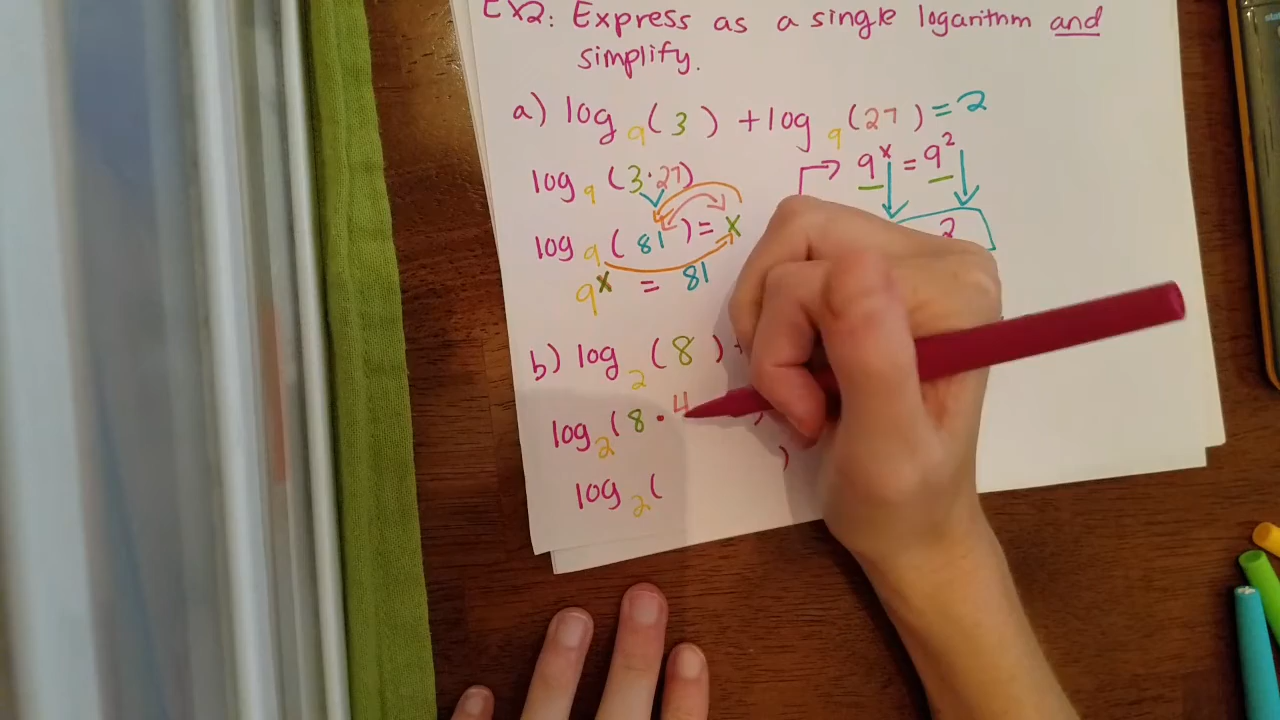 Ex2: Express as a single logarithm and
simplify.
a) log₉(3) + log₉(27) = 2
log₉(3·27)
9ˣ = 9²
log₉(81) = x
2
9ˣ = 81
b) log₂(8) +
log₂(8·4
log₂( )